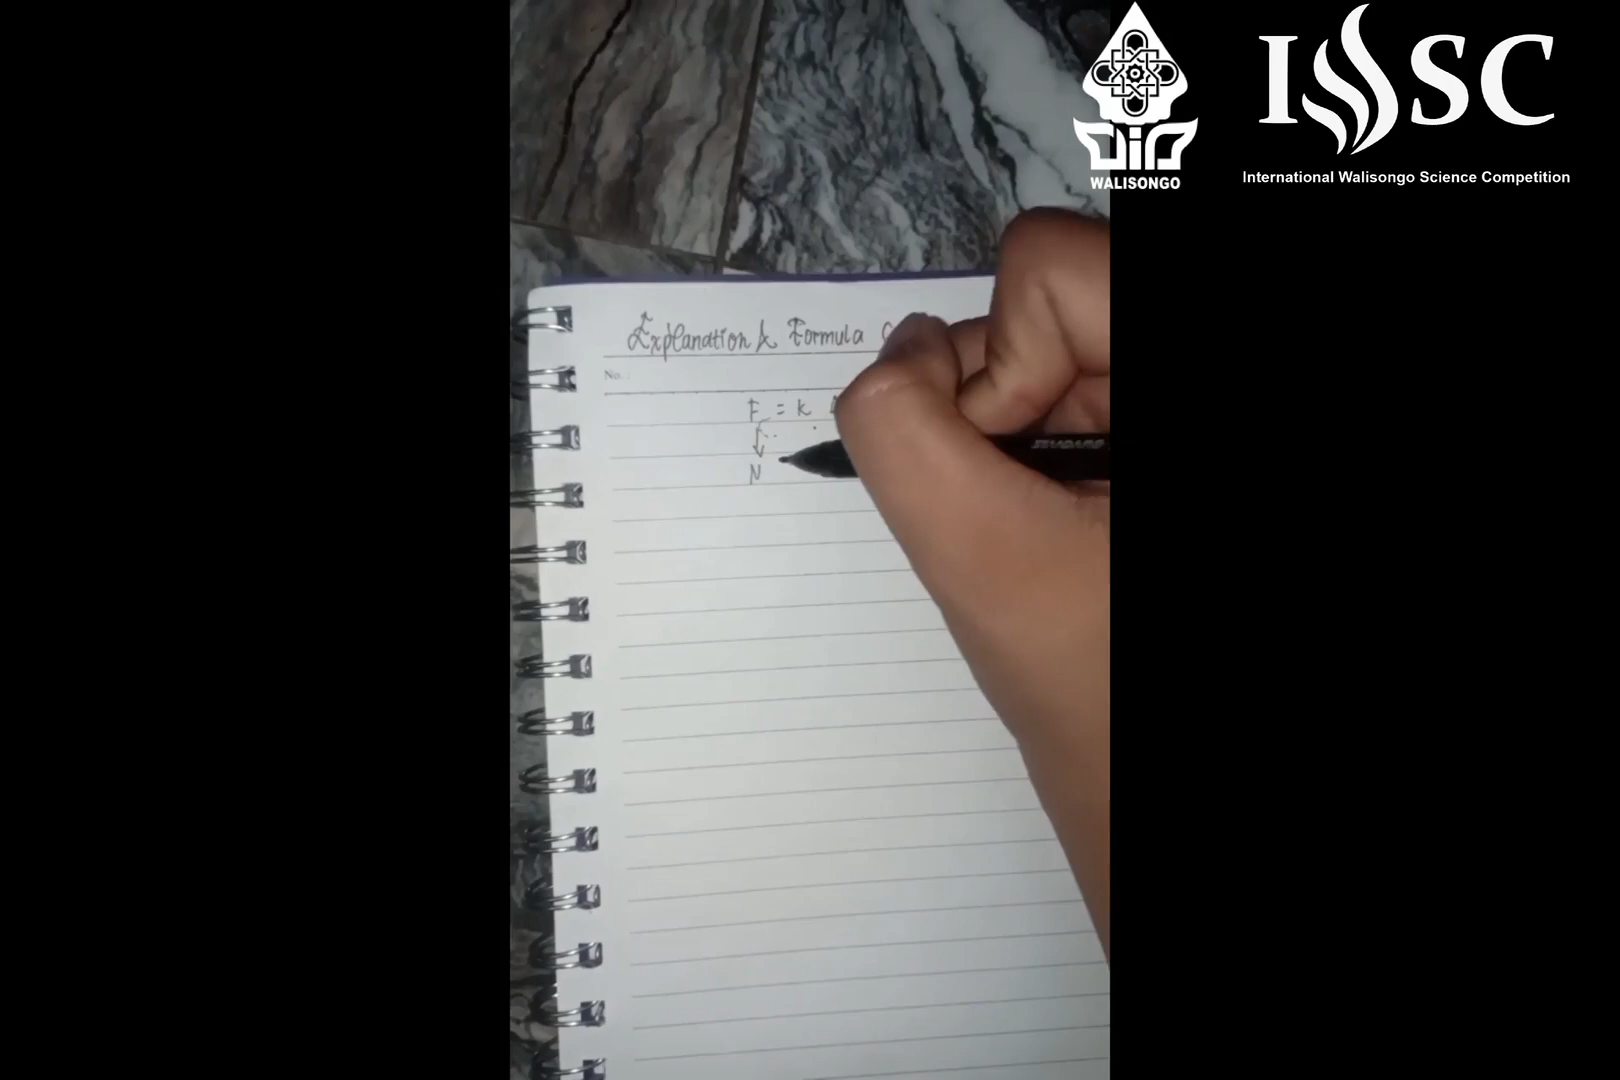 WALISONGO
ISSC
International Walisongo Science Competition
Explanation & Formula
No.:
F = k
N